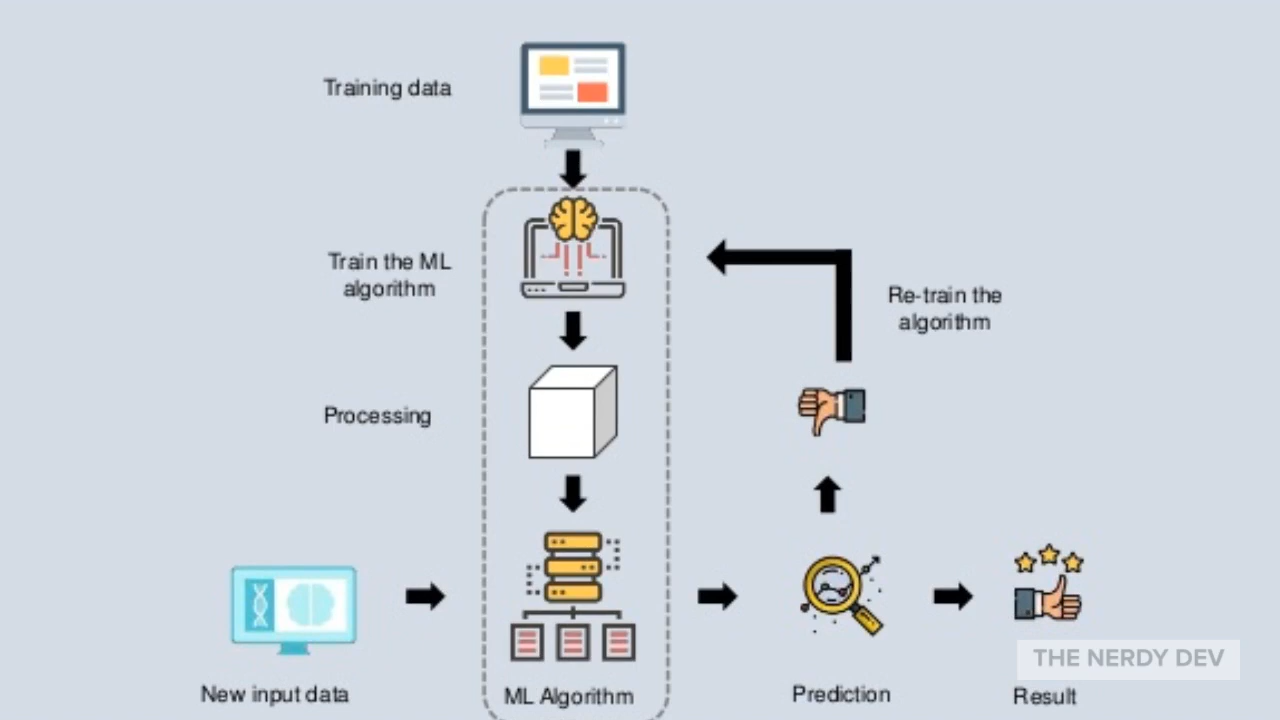 Training data
Train the ML
algorithm
Re-train the
algorithm
Processing
THE NERDY DEV
New input data
ML Algorithm
Prediction
Result